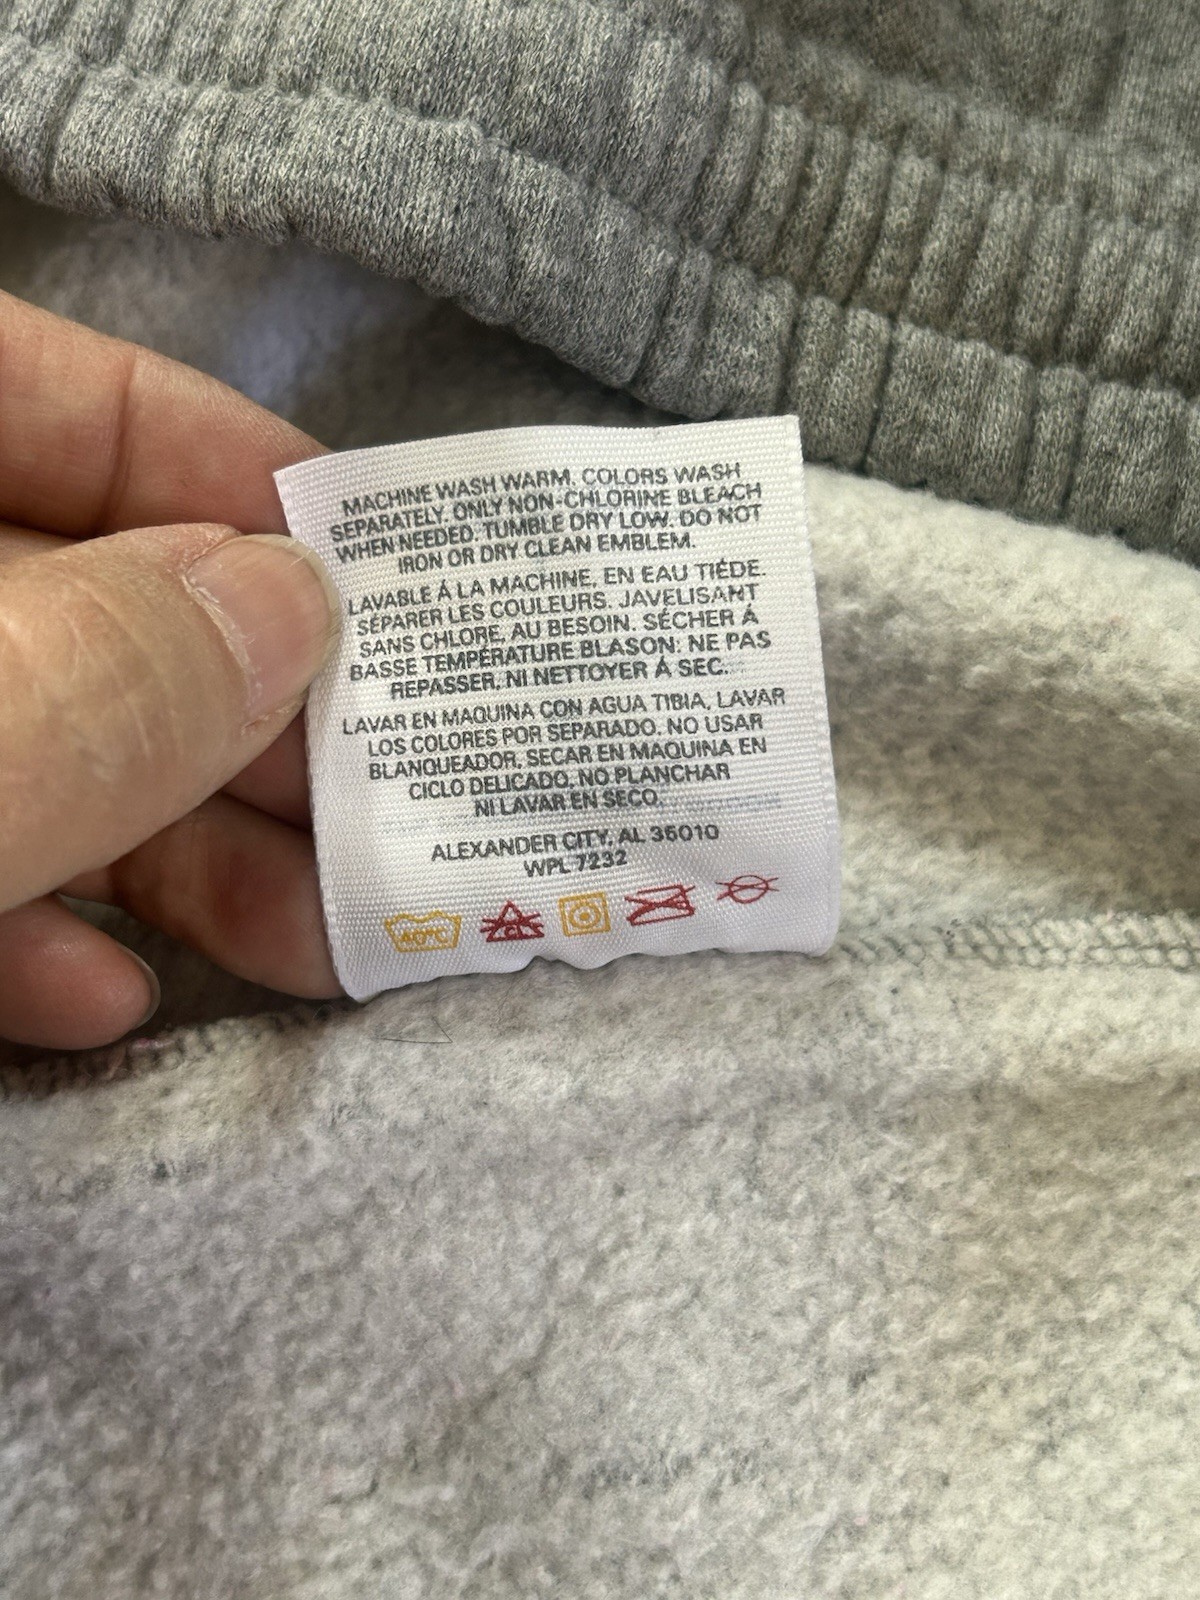 MACHINE WASH WARM. COLORS WASH
SEPARATELY. ONLY NON-CHLORINE BLEACH
WHEN NEEDED. TUMBLE DRY LOW. DO NOT
IRON OR DRY CLEAN EMBLEM.
LAVABLE Á LA MACHINE, EN EAU TIÉDE.
SÉPARER LES COULEURS. JAVELISANT
SANS CHLORE, AU BESOIN. SÉCHER Á
BASSE TEMPÉRATURE BLASON: NE PAS
REPASSER, NI NETTOYER Á SEC.
LAVAR EN MAQUINA CON AGUA TIBIA, LAVAR
LOS COLORES POR SEPARADO. NO USAR
BLANQUEADOR. SECAR EN MAQUINA EN
CICLO DELICADO, NO PLANCHAR
NI LAVAR EN SECO.
ALEXANDER CITY, AL 35010
WPL 7232
40°C CL